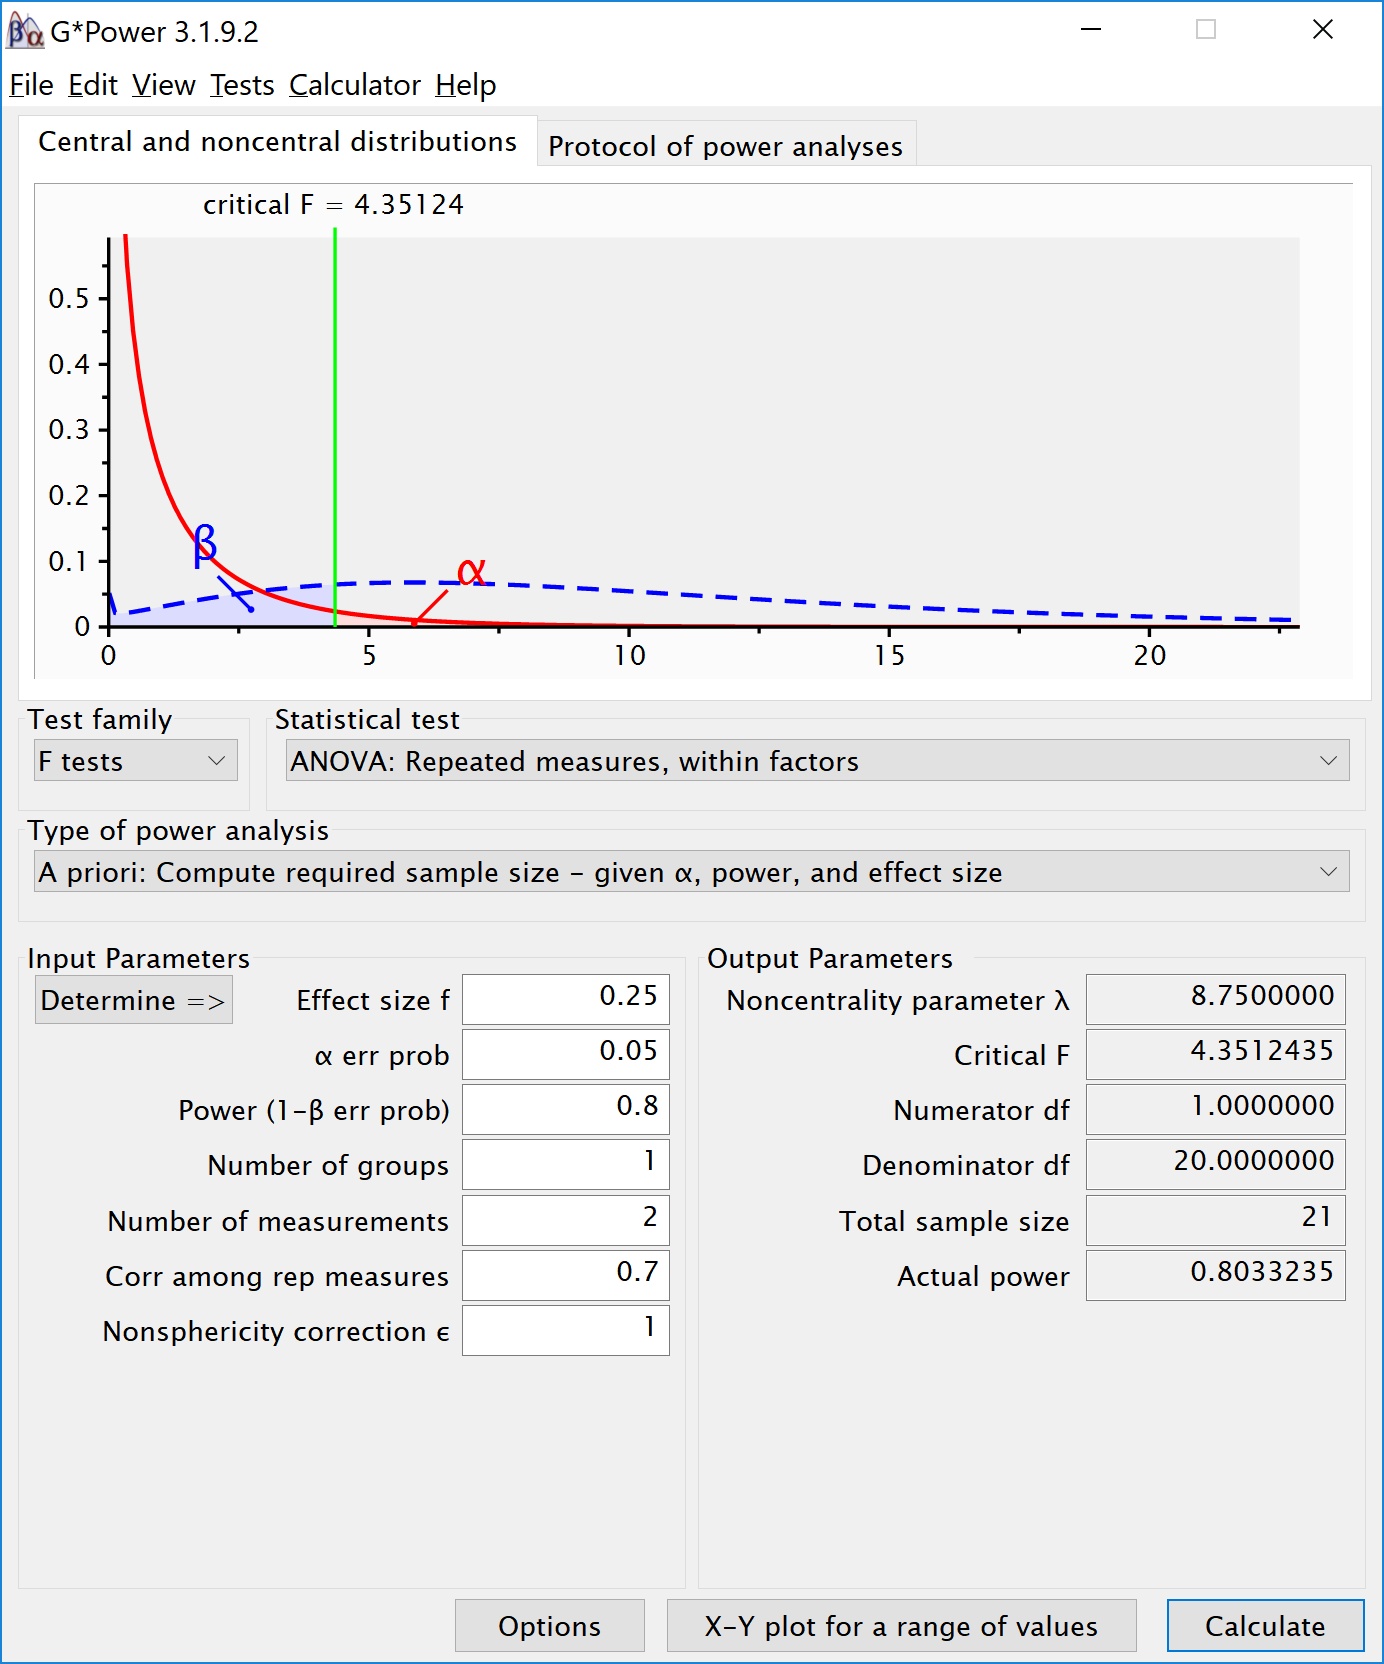 G*Power 3.1.9.2
File Edit View Tests Calculator Help
Central and noncentral distributions Protocol of power analyses
critical F = 4.35124
0.5
0.4
0.3
0.2
β
0.1
α
0
0 5 10 15 20
Test family Statistical test
F tests ANOVA: Repeated measures, within factors
Type of power analysis
A priori: Compute required sample size – given α, power, and effect size
Input Parameters
Determine => Effect size f 0.25
α err prob 0.05
Power (1–β err prob) 0.8
Number of groups 1
Number of measurements 2
Corr among rep measures 0.7
Nonsphericity correction ϵ 1
Output Parameters
Noncentrality parameter λ 8.7500000
Critical F 4.3512435
Numerator df 1.0000000
Denominator df 20.0000000
Total sample size 21
Actual power 0.8033235
Options X–Y plot for a range of values Calculate